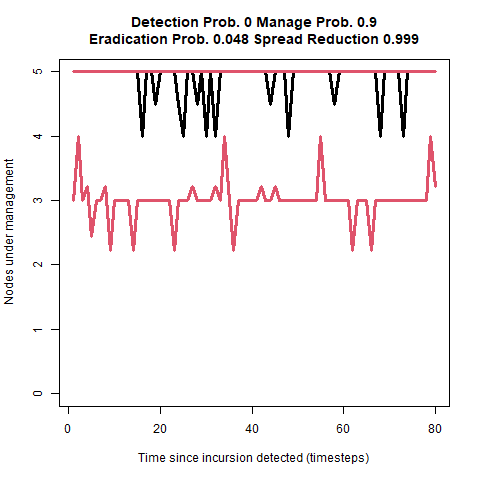 Detection Prob. 0 Manage Prob. 0.9
Eradication Prob. 0.048 Spread Reduction 0.999
Nodes under management
5
4
3
2
1
0
0 20 40 60 80
Time since incursion detected (timesteps)